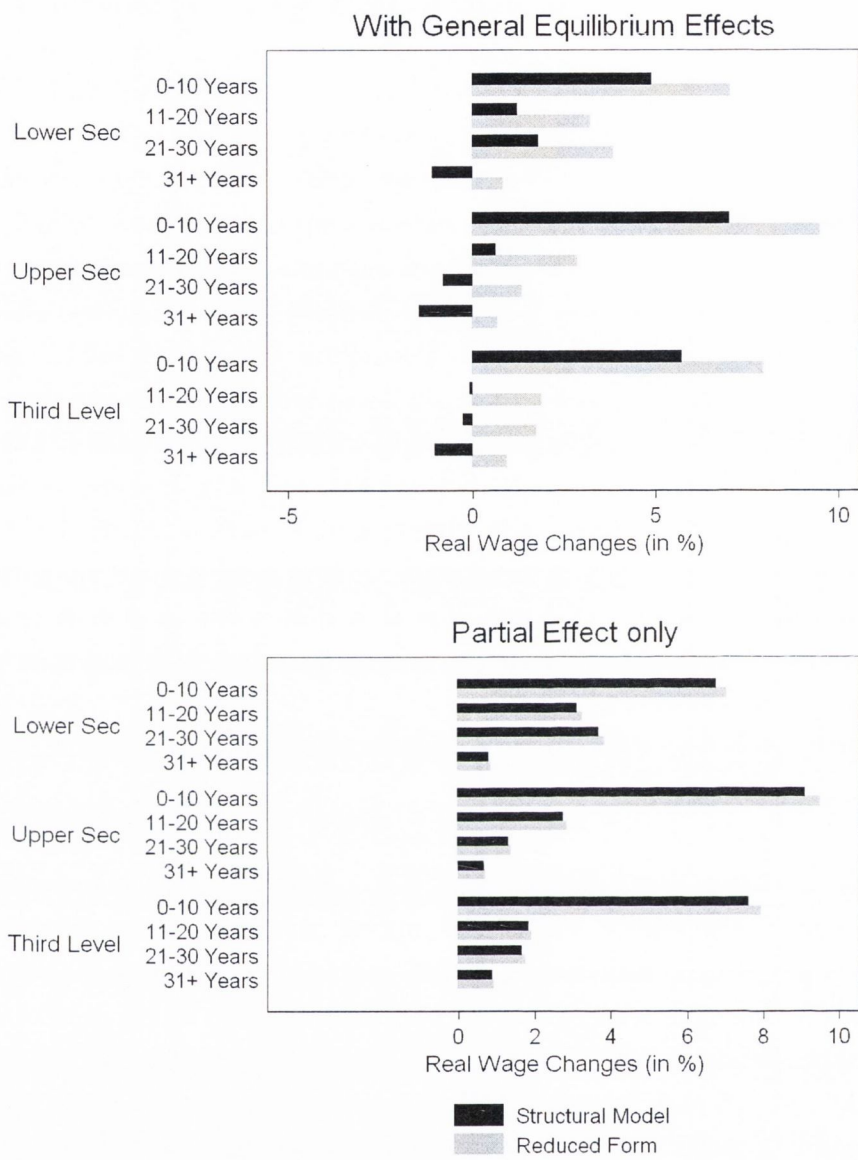 With General Equilibrium Effects
Lower Sec
0-10 Years
11-20 Years
21-30 Years
31+ Years
Upper Sec
0-10 Years
11-20 Years
21-30 Years
31+ Years
Third Level
0-10 Years
11-20 Years
21-30 Years
31+ Years
-5 0 5 10
Real Wage Changes (in %)
Partial Effect only
Lower Sec
0-10 Years
11-20 Years
21-30 Years
31+ Years
Upper Sec
0-10 Years
11-20 Years
21-30 Years
31+ Years
Third Level
0-10 Years
11-20 Years
21-30 Years
31+ Years
0 2 4 6 8 10
Real Wage Changes (in %)
Structural Model
Reduced Form